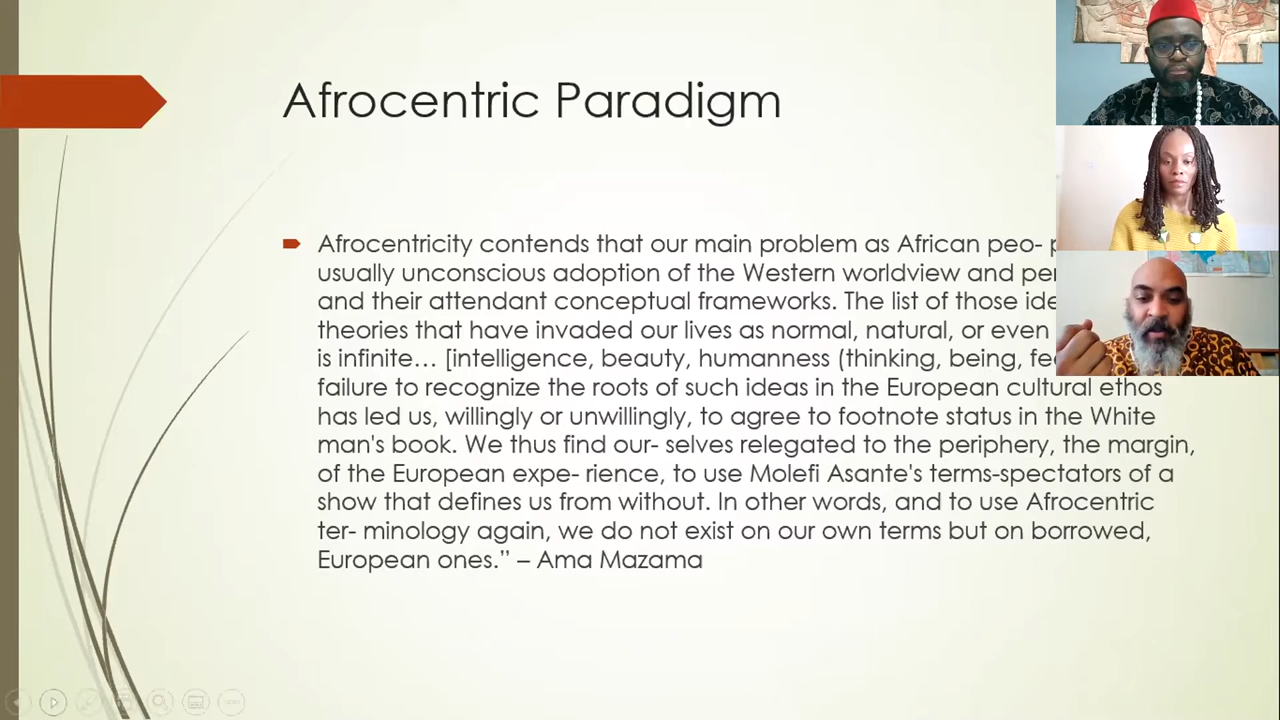 Afrocentric Paradigm
Afrocentricity contends that our main problem as African peo-
usually unconscious adoption of the Western worldview and
and their attendant conceptual frameworks. The list of those
theories that have invaded our lives as normal, natural, or even
is infinite… [intelligence, beauty, humanness (thinking, being,
failure to recognize the roots of such ideas in the European cultural ethos
has led us, willingly or unwillingly, to agree to footnote status in the White
man's book. We thus find our- selves relegated to the periphery, the margin,
of the European expe- rience, to use Molefi Asante's terms-spectators of a
show that defines us from without. In other words, and to use Afrocentric
ter- minology again, we do not exist on our own terms but on borrowed,
European ones.” – Ama Mazama